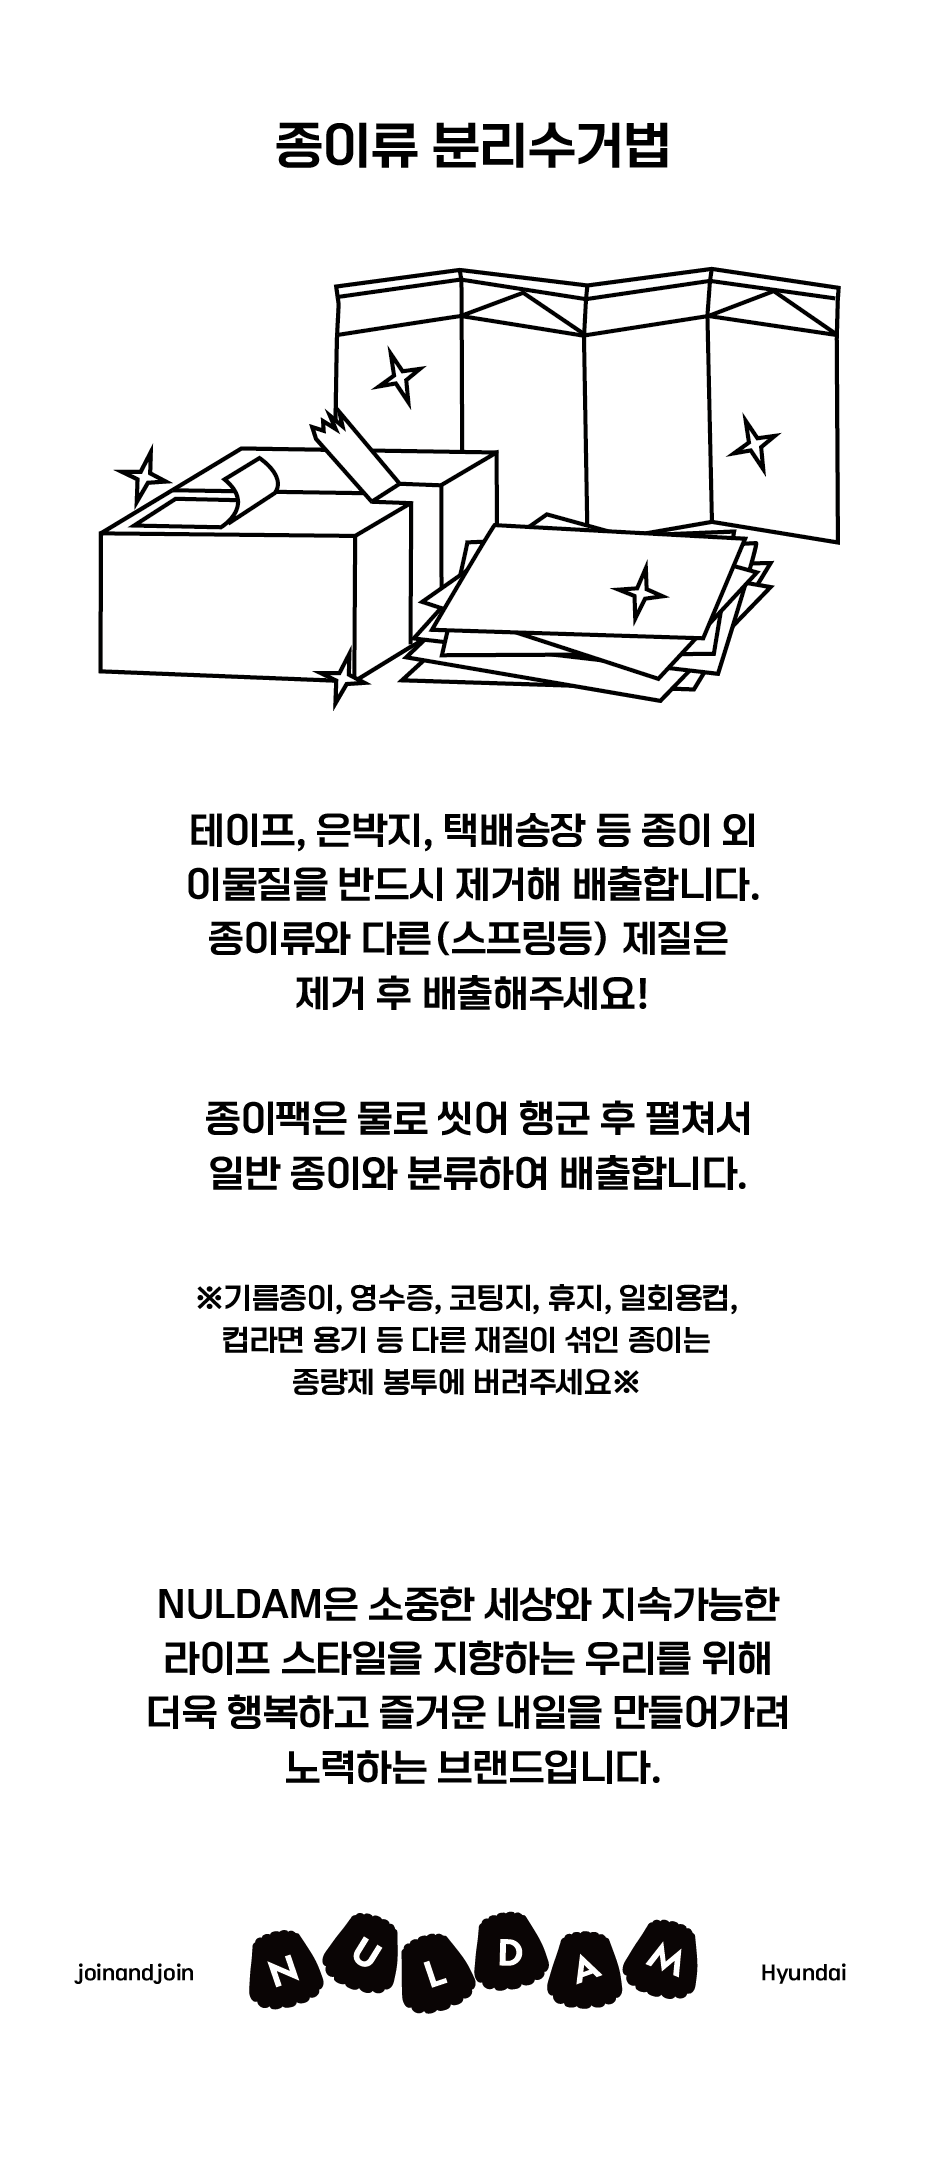 종이류 분리수거법
테이프, 은박지, 택배송장 등 종이 외
이물질을 반드시 제거해 배출합니다.
종이류와 다른(스프링등) 제질은
제거 후 배출해주세요!
종이팩은 물로 씻어 행군 후 펼쳐서
일반 종이와 분류하여 배출합니다.
※기름종이, 영수증, 코팅지, 휴지, 일회용컵,
컵라면 용기 등 다른 재질이 섞인 종이는
종량제 봉투에 버려주세요※
NULDAM은 소중한 세상와 지속가능한
라이프 스타일을 지향하는 우리를 위해
더욱 행복하고 즐거운 내일을 만들어가려
노력하는 브랜드입니다.
joinandjoin NULDAM Hyundai